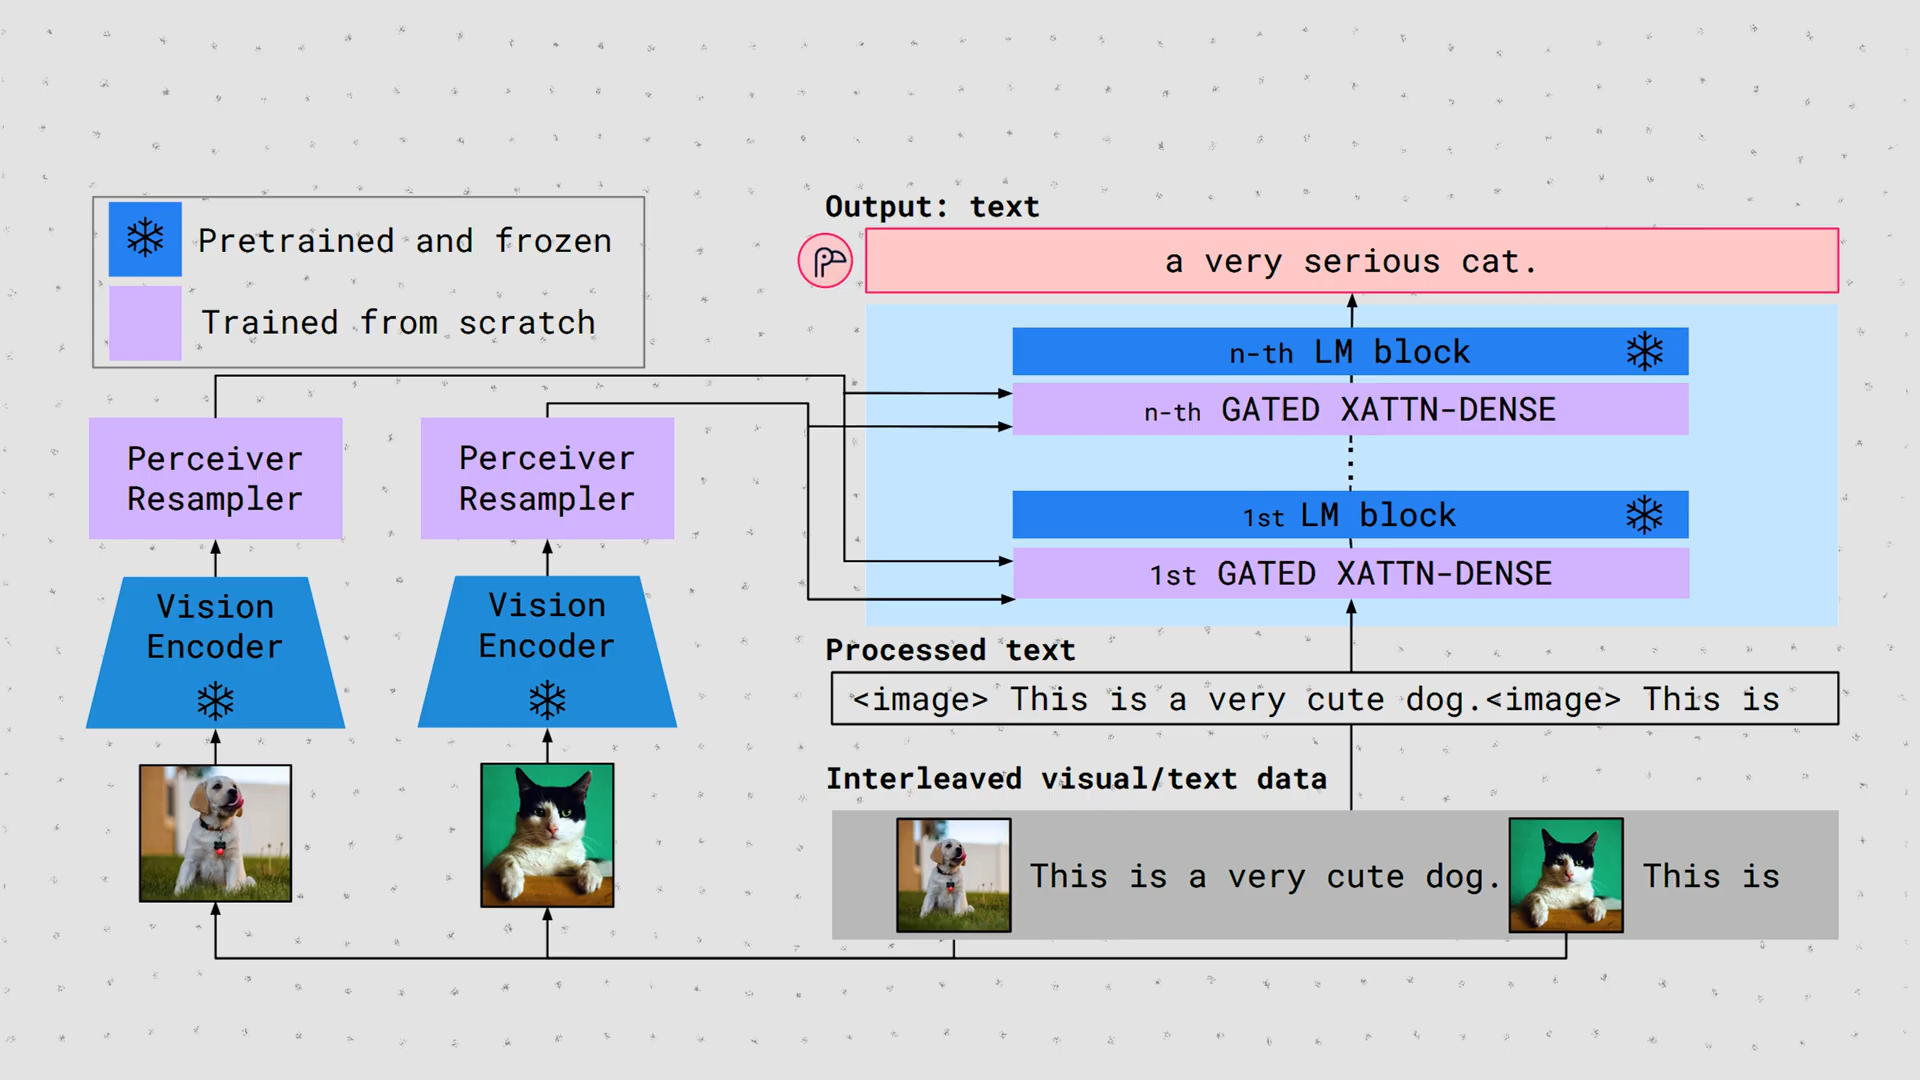 Pretrained and frozen
Trained from scratch
Perceiver
Resampler
Vision
Encoder
Perceiver
Resampler
Vision
Encoder
Output: text
a very serious cat.
n-th LM block
n-th GATED XATTN-DENSE
1st LM block
1st GATED XATTN-DENSE
Processed text
<image> This is a very cute dog.<image> This is
Interleaved visual/text data
This is a very cute dog. This is